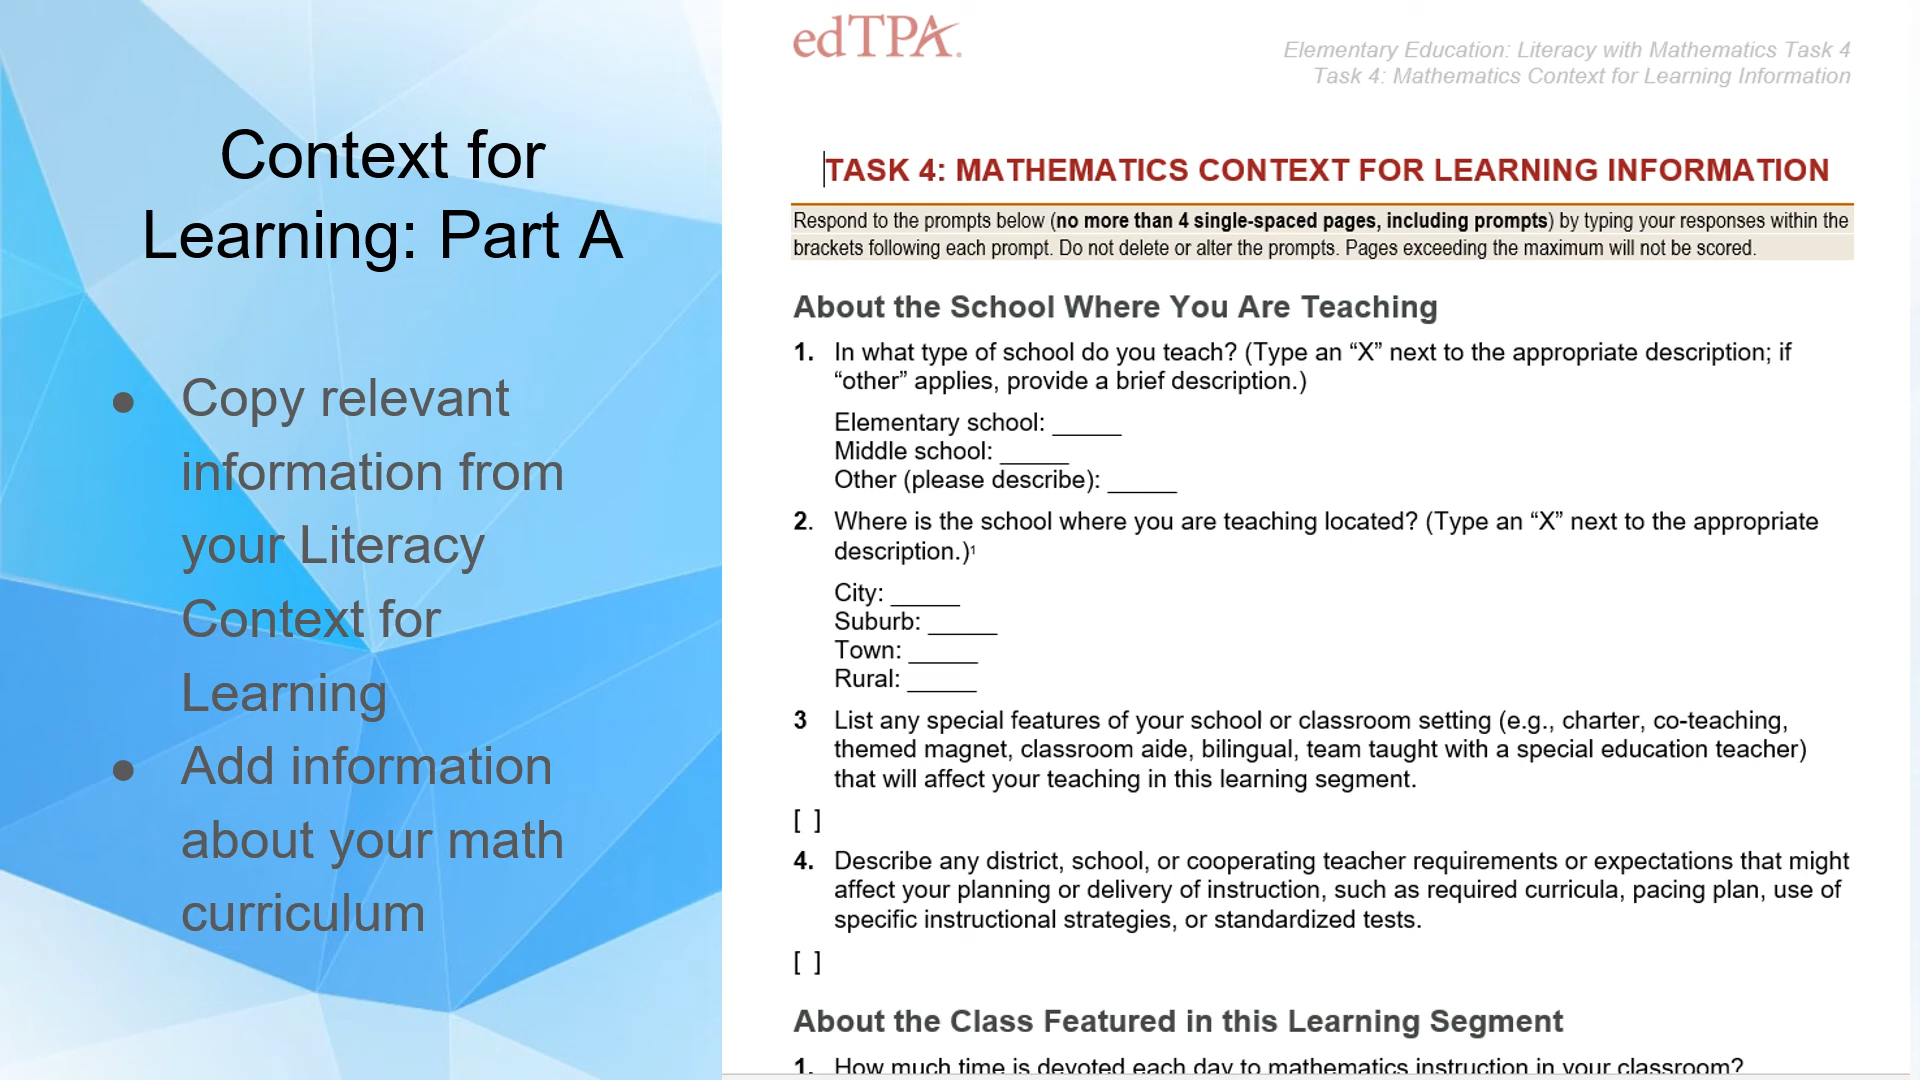 Context for
Learning: Part A
● Copy relevant
information from
your Literacy
Context for
Learning
● Add information
about your math
curriculum
edTPA.
Elementary Education: Literacy with Mathematics Task 4
Task 4: Mathematics Context for Learning Information
TASK 4: MATHEMATICS CONTEXT FOR LEARNING INFORMATION
Respond to the prompts below (no more than 4 single-spaced pages, including prompts) by typing your responses within the
brackets following each prompt. Do not delete or alter the prompts. Pages exceeding the maximum will not be scored.
About the School Where You Are Teaching
1. In what type of school do you teach? (Type an “X” next to the appropriate description; if
“other” applies, provide a brief description.)
Elementary school: _____
Middle school: _____
Other (please describe): _____
2. Where is the school where you are teaching located? (Type an “X” next to the appropriate
description.)¹
City: _____
Suburb: _____
Town: _____
Rural: _____
3 List any special features of your school or classroom setting (e.g., charter, co-teaching,
themed magnet, classroom aide, bilingual, team taught with a special education teacher)
that will affect your teaching in this learning segment.
[ ]
4. Describe any district, school, or cooperating teacher requirements or expectations that might
affect your planning or delivery of instruction, such as required curricula, pacing plan, use of
specific instructional strategies, or standardized tests.
[ ]
About the Class Featured in this Learning Segment
1. How much time is devoted each day to mathematics instruction in your classroom?